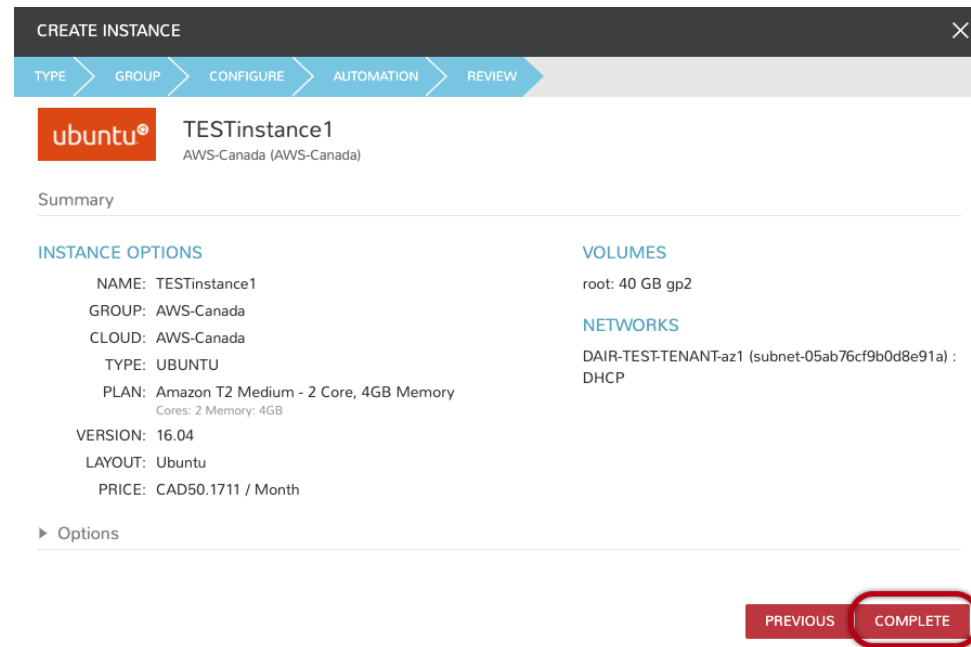 CREATE INSTANCE
TYPE GROUP CONFIGURE AUTOMATION REVIEW
ubuntu®
TESTinstance1
AWS-Canada (AWS-Canada)
Summary
INSTANCE OPTIONS
NAME: TESTinstance1
GROUP: AWS-Canada
CLOUD: AWS-Canada
TYPE: UBUNTU
PLAN: Amazon T2 Medium - 2 Core, 4GB Memory
Cores: 2 Memory: 4GB
VERSION: 16.04
LAYOUT: Ubuntu
PRICE: CAD50.1711 / Month
VOLUMES
root: 40 GB gp2
NETWORKS
DAIR-TEST-TENANT-az1 (subnet-05ab76cf9b0d8e91a) :
DHCP
Options
PREVIOUS COMPLETE